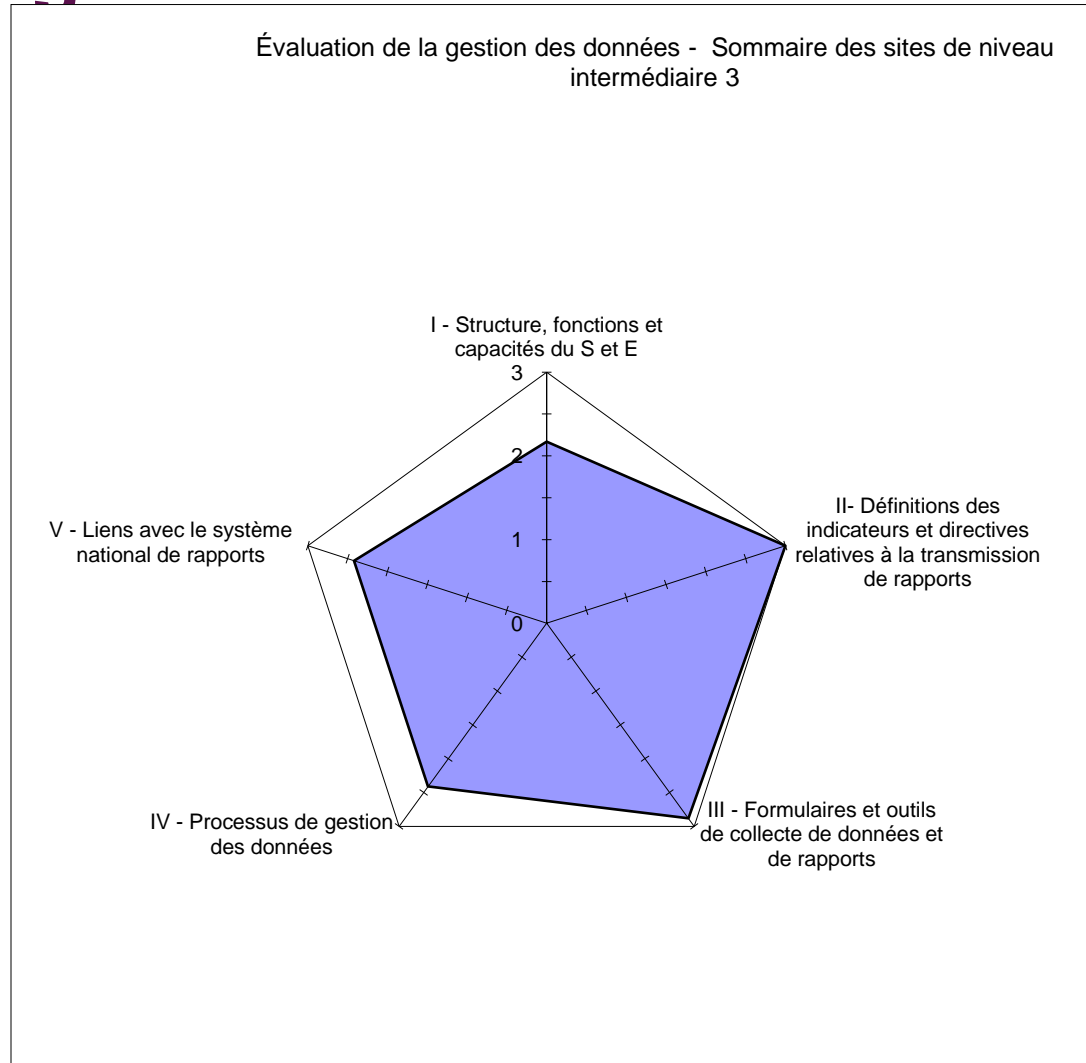 Évaluation de la gestion des données - Sommaire des sites de niveau
intermédiaire 3
I - Structure, fonctions et
capacités du S et E
3
2
1
0
II- Définitions des
indicateurs et directives
relatives à la transmission
de rapports
V - Liens avec le système
national de rapports
III - Formulaires et outils
de collecte de données et
de rapports
IV - Processus de gestion
des données